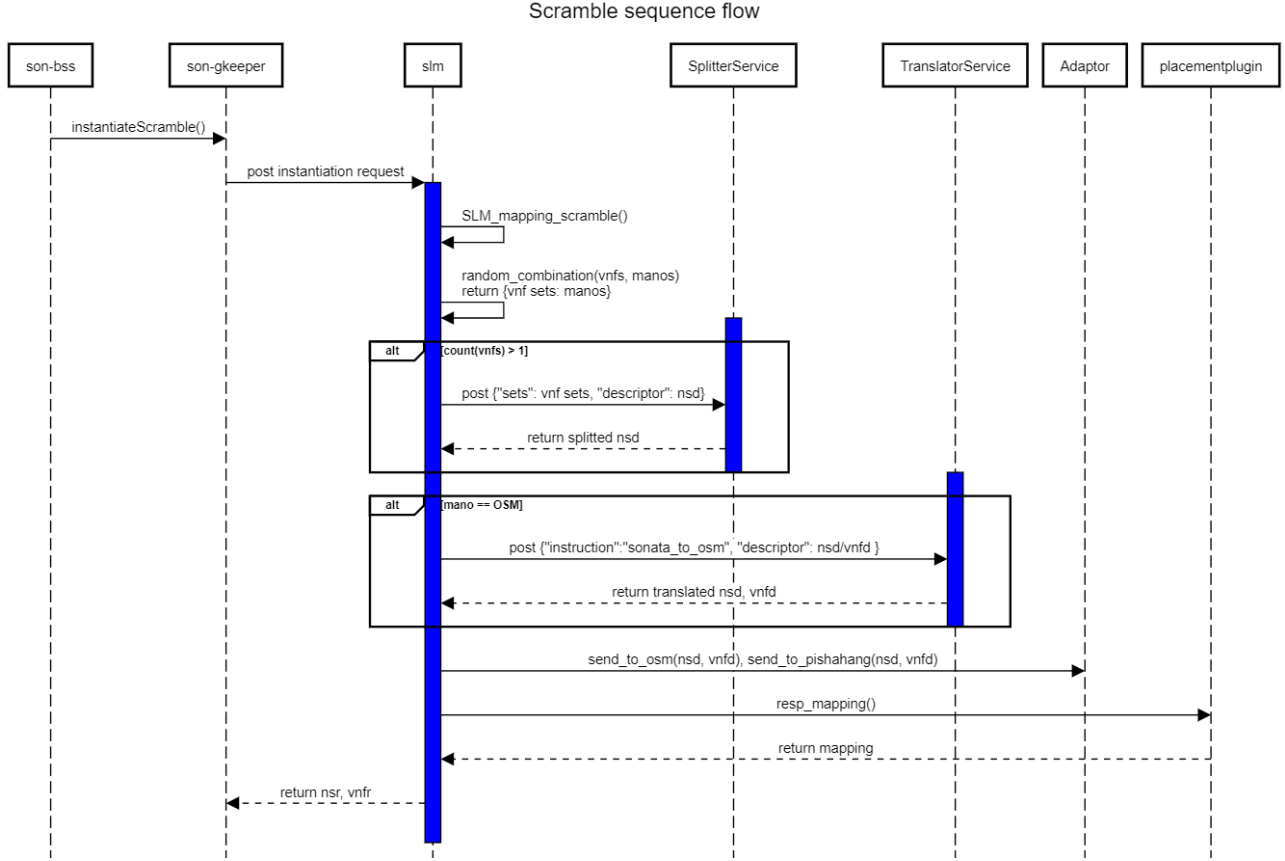 Scramble sequence flow
son-bss
son-gkeeper
slm
SplitterService
TranslatorService
Adaptor
placementplugin
instantiateScramble()
post instantiation request
SLM_mapping_scramble()
random_combination(vnfs, manos)
return {vnf sets: manos}
alt
[count(vnfs) > 1]
post {"sets": vnf sets, "descriptor": nsd}
return splitted nsd
alt
[mano == OSM]
post {"instruction":"sonata_to_osm", "descriptor": nsd/vnfd }
return translated nsd, vnfd
send_to_osm(nsd, vnfd), send_to_pishahang(nsd, vnfd)
resp_mapping()
return mapping
return nsr, vnfr